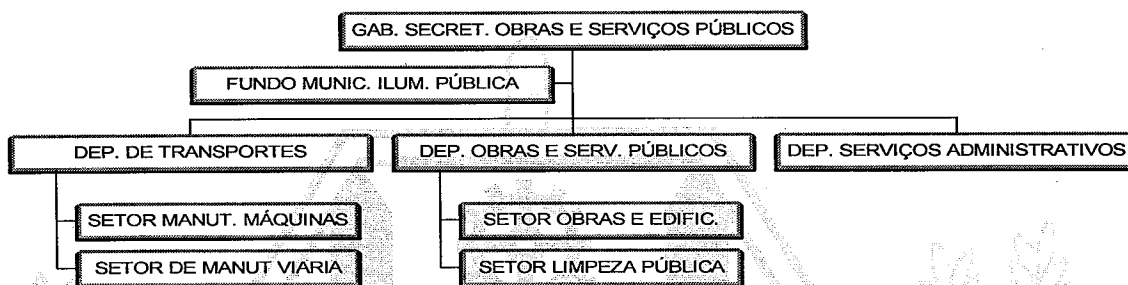 GAB. SECRET. OBRAS E SERVIÇOS PÚBLICOS
FUNDO MUNIC. ILUM. PÚBLICA
DEP. DE TRANSPORTES
DEP. OBRAS E SERV. PÚBLICOS
DEP. SERVIÇOS ADMINISTRATIVOS
SETOR MANUT. MÁQUINAS
SETOR OBRAS E EDIFIC.
SETOR DE MANUT VIARIA
SETOR LIMPEZA PÚBLICA